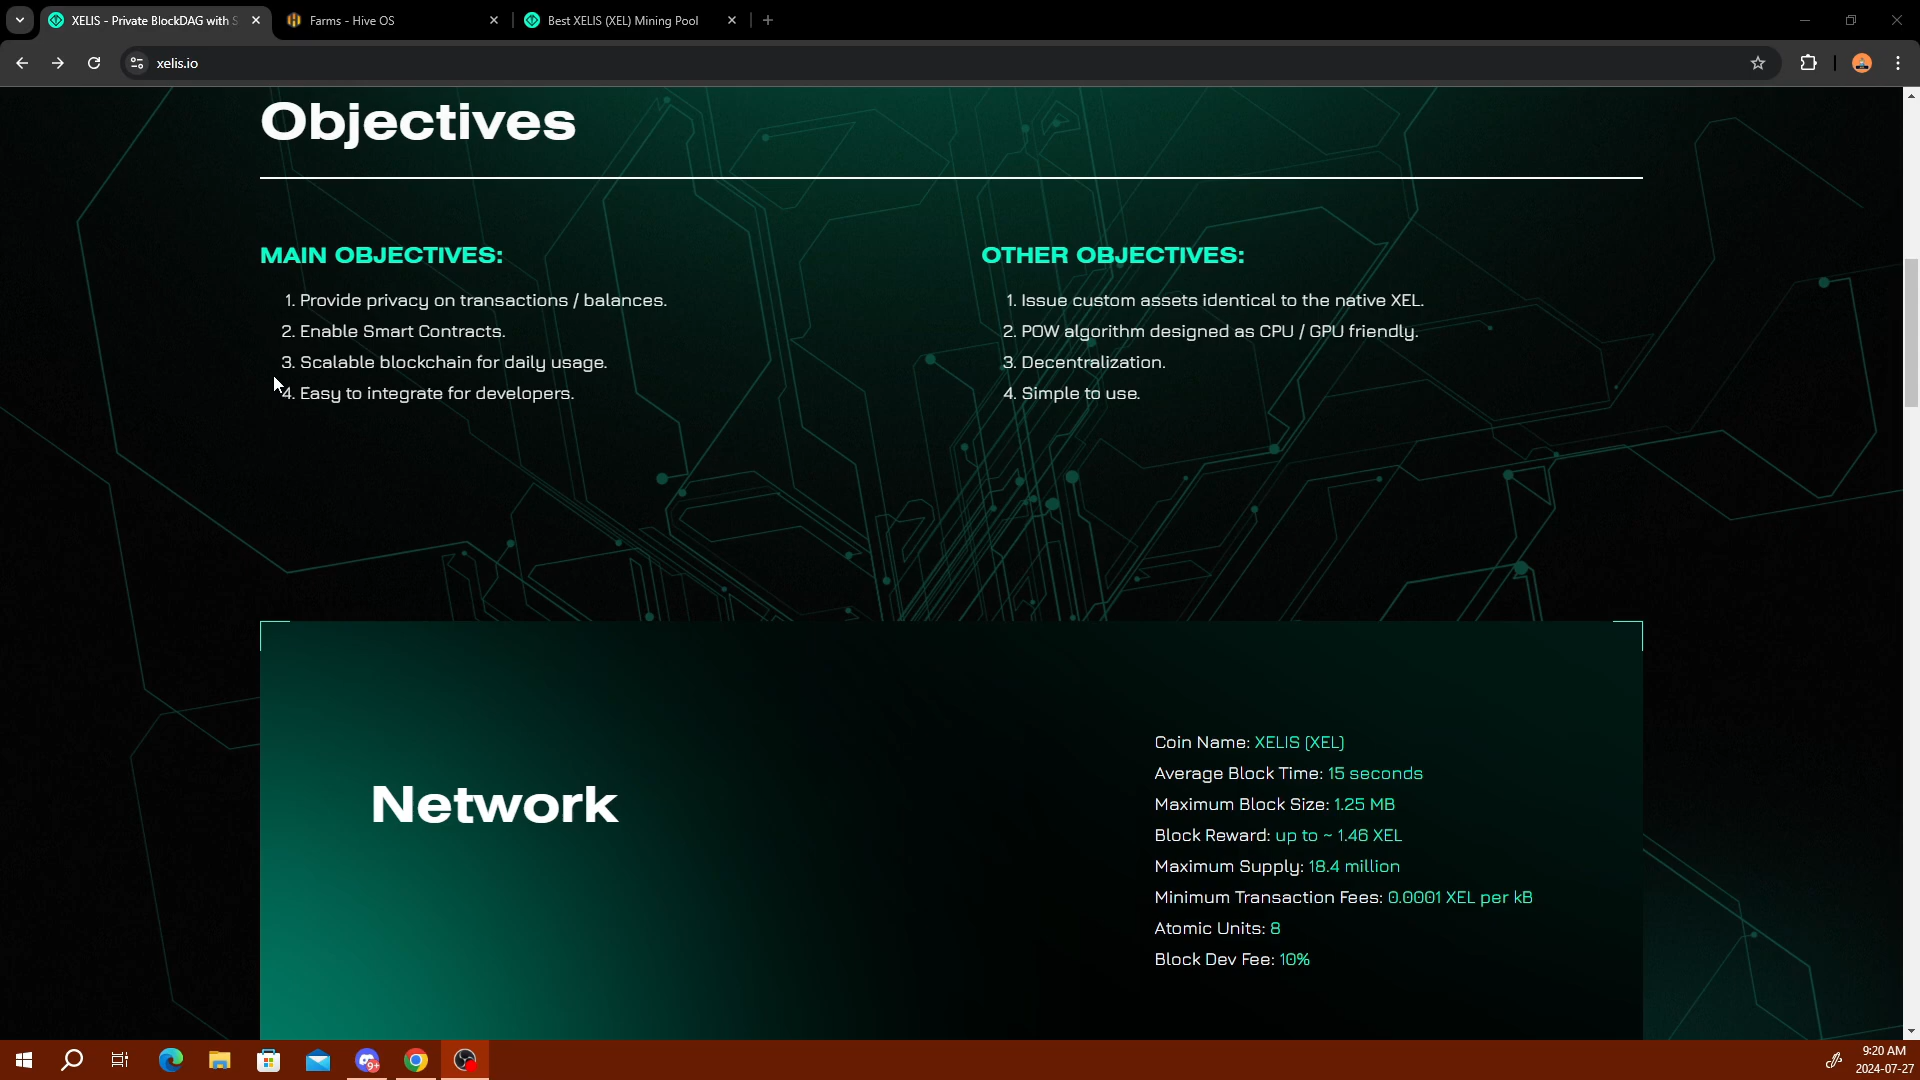 XELIS - Private BlockDAG with S
Farms - Hive OS
Best XELIS (XEL) Mining Pool
xelis.io
Objectives
MAIN OBJECTIVES:
1. Provide privacy on transactions / balances.
2. Enable Smart Contracts.
3. Scalable blockchain for daily usage.
4. Easy to integrate for developers.
OTHER OBJECTIVES:
1. Issue custom assets identical to the native XEL.
2. POW algorithm designed as CPU / GPU friendly.
3. Decentralization.
4. Simple to use.
Network
Coin Name: XELIS (XEL)
Average Block Time: 15 seconds
Maximum Block Size: 1.25 MB
Block Reward: up to ~ 1.46 XEL
Maximum Supply: 18.4 million
Minimum Transaction Fees: 0.0001 XEL per kB
Atomic Units: 8
Block Dev Fee: 10%
9+
9:20 AM
2024-07-27